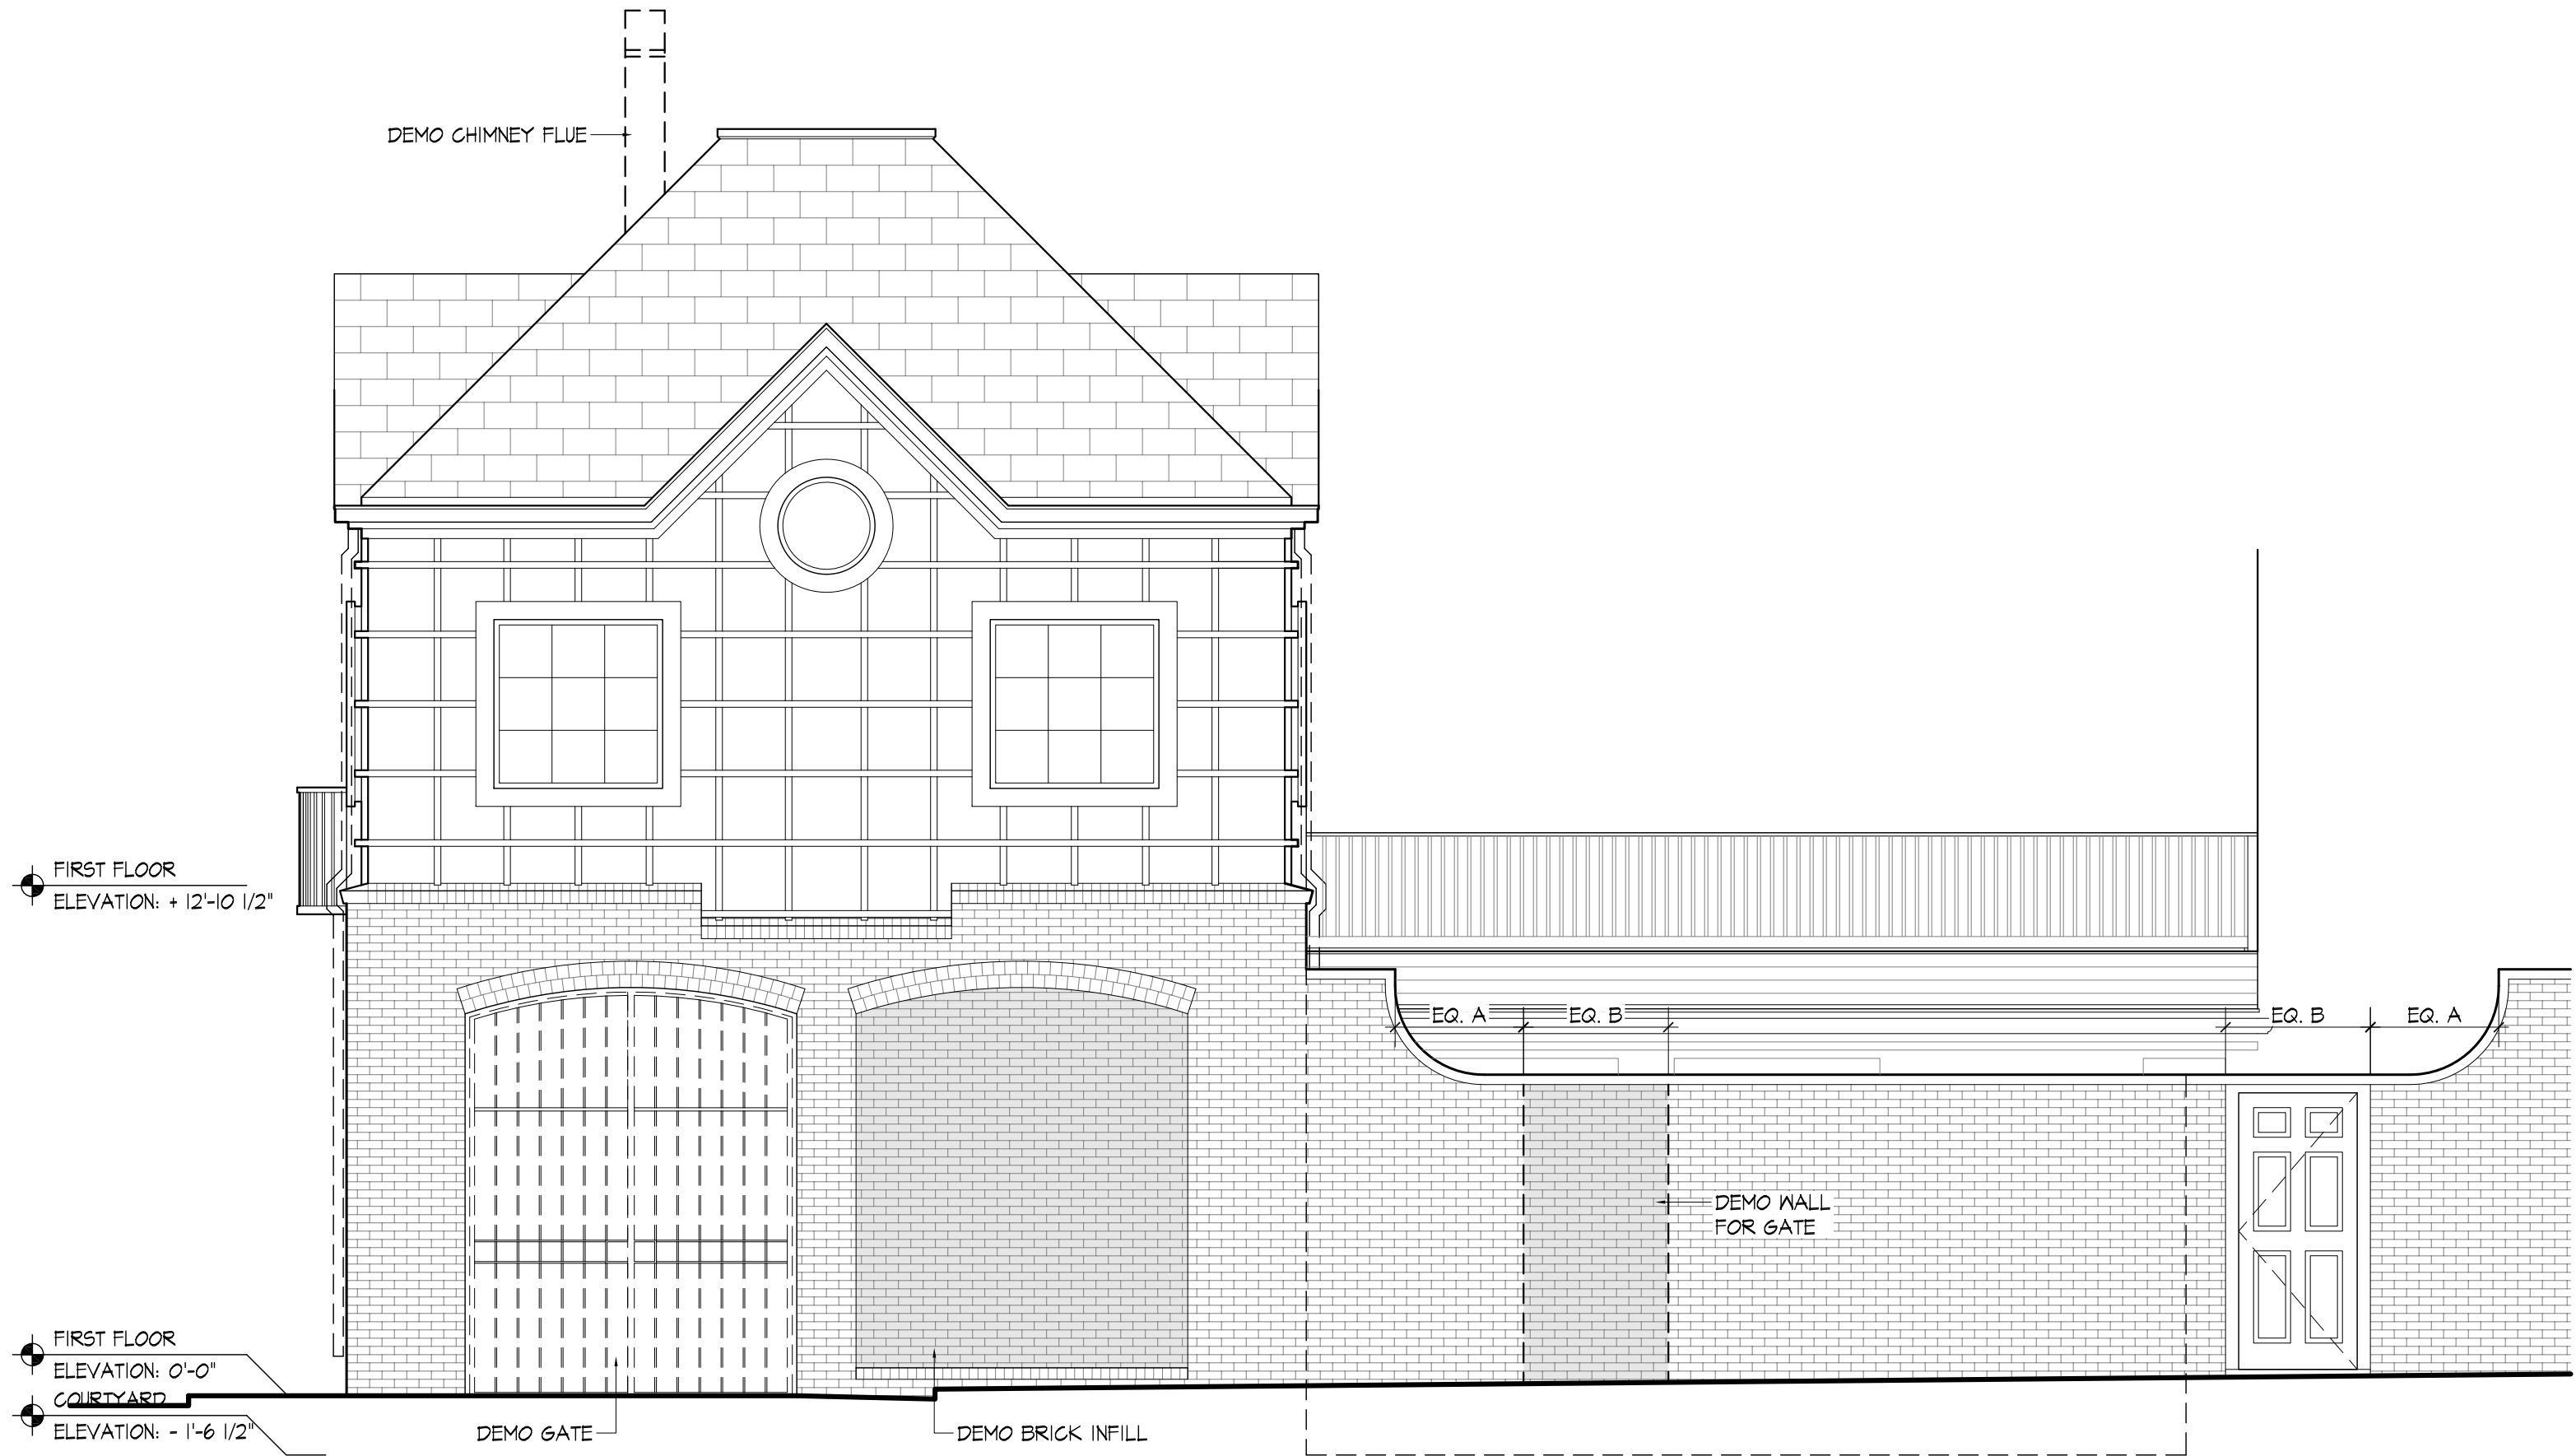 DEMO CHIMNEY FLUE
FIRST FLOOR
ELEVATION: + 12'-10 1/2"
EQ. A
EQ. B
EQ. B
EQ. A
DEMO WALL
FOR GATE
FIRST FLOOR
ELEVATION: 0'-0"
COURTYARD
ELEVATION: - 1'-6 1/2"
DEMO GATE
DEMO BRICK INFILL